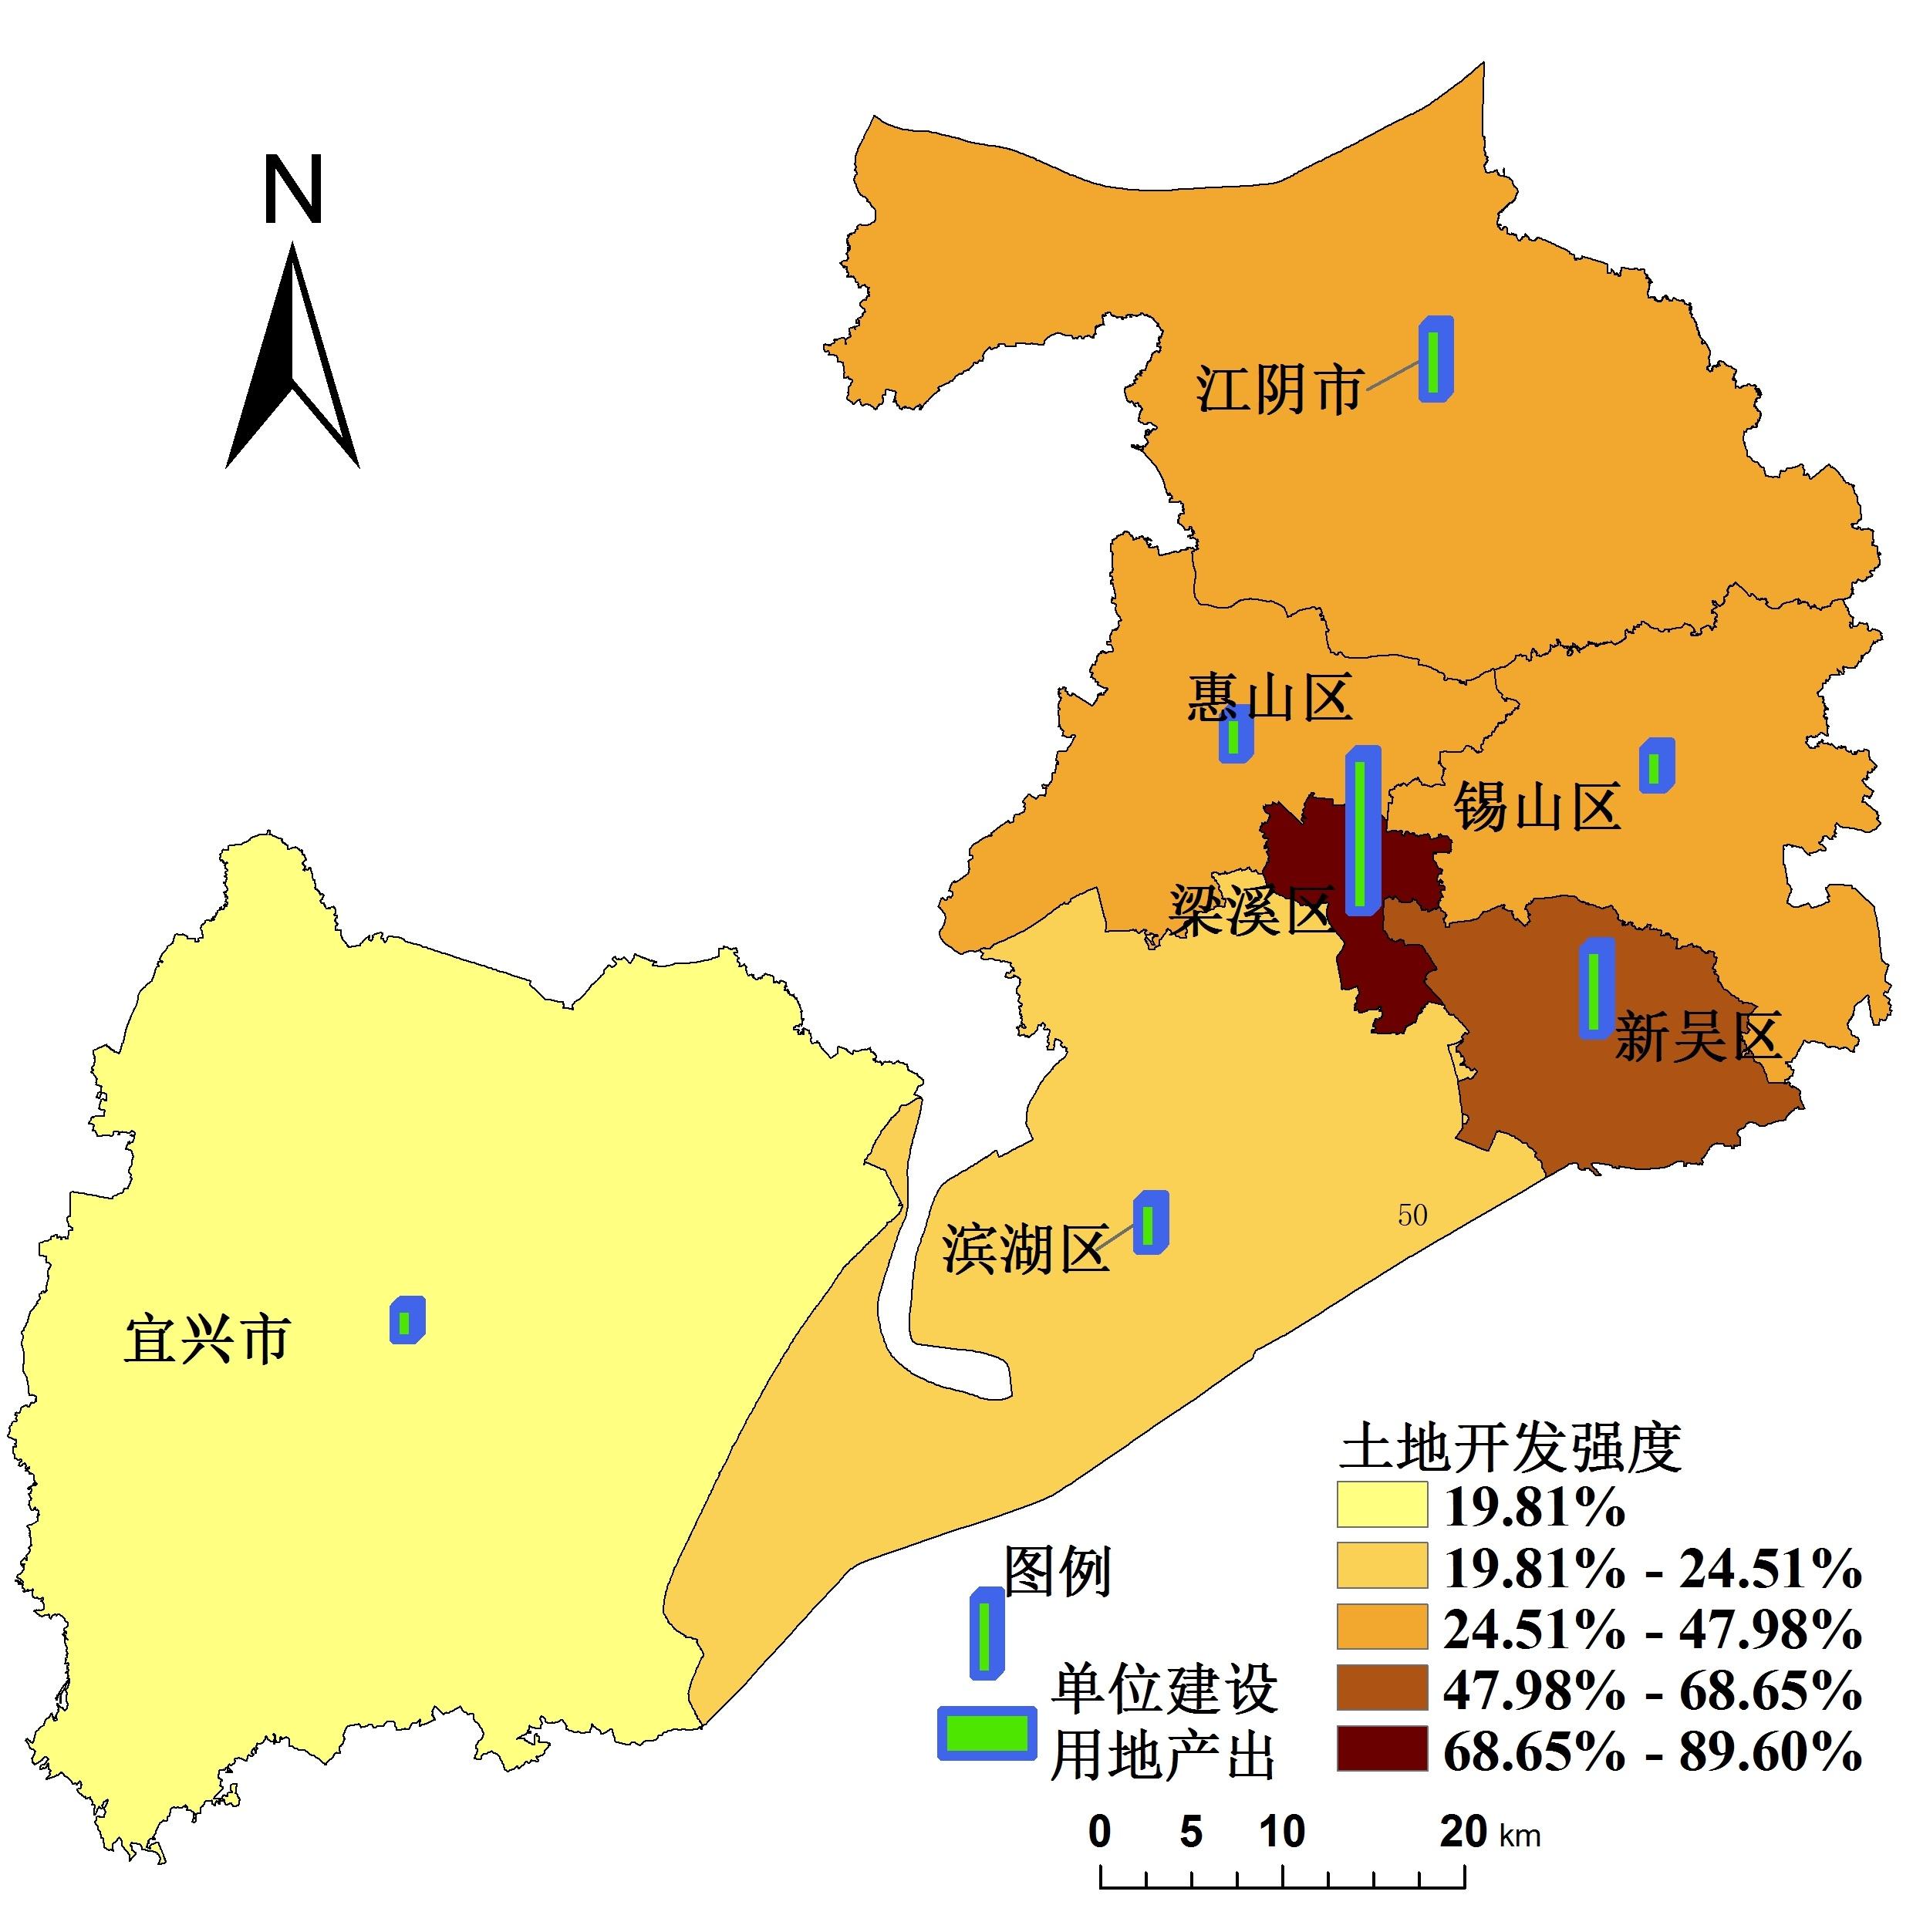 N
江阴市
惠山区
锡山区
梁溪区
新吴区
滨湖区
50
宜兴市
土地开发强度
19.81%
19.81% - 24.51%
24.51% - 47.98%
47.98% - 68.65%
68.65% - 89.60%
图例
单位建设
用地产出
0 5 10 20 km